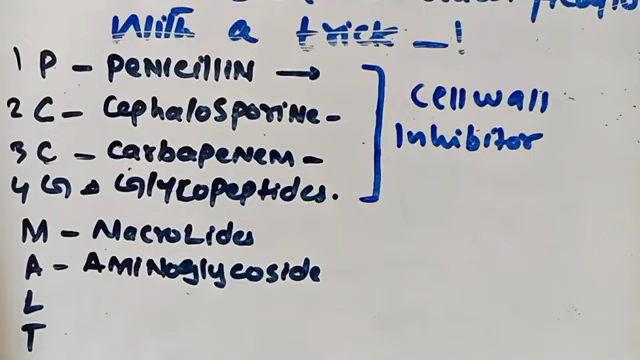 With a trick - !
1 P - Penicillin →
2 C - Cephalosporine -
3 C - Carbapenem -
4 G - Glycopeptides.
Cellwall
Inhibitor
M - Macrolides
A - Aminoglycoside
L
T